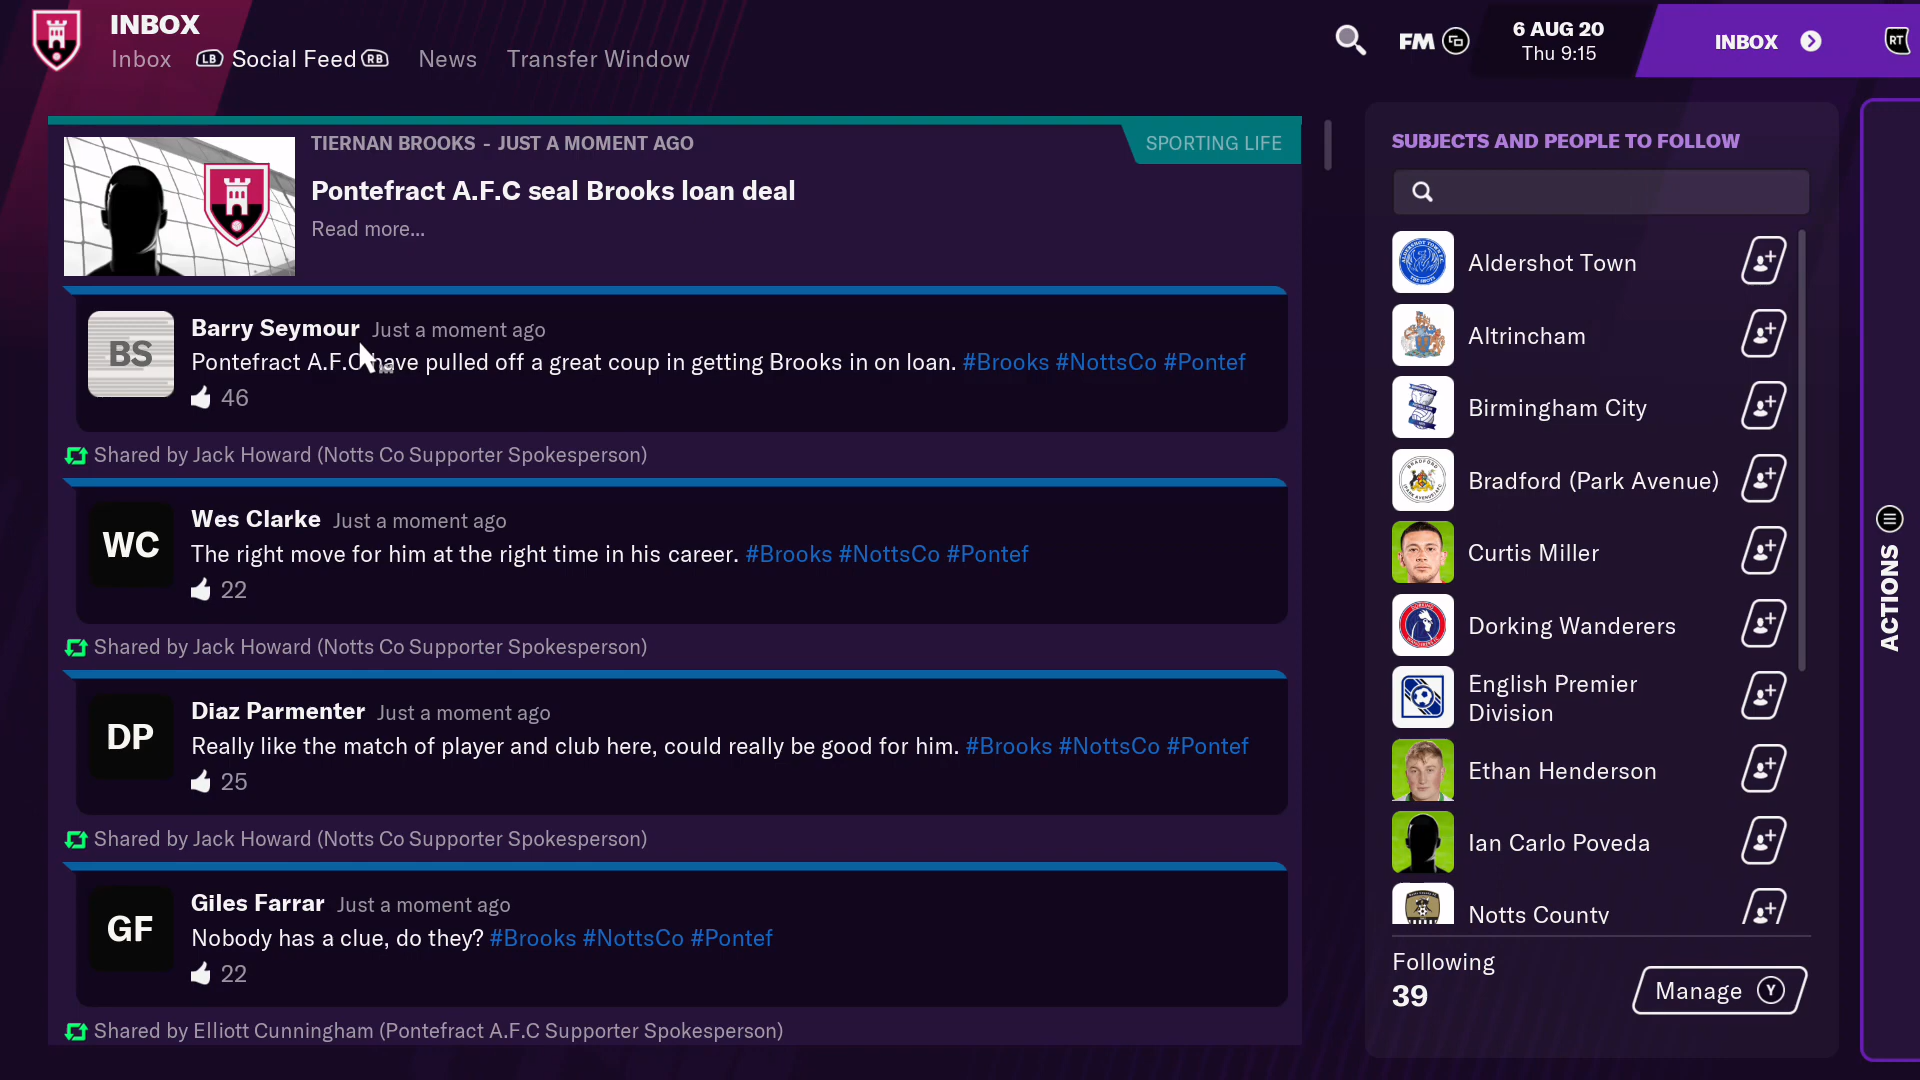 INBOX
Inbox LB Social Feed RB News Transfer Window
FM
6 AUG 20
Thu 9:15
INBOX
RT
TIERNAN BROOKS - JUST A MOMENT AGO
SPORTING LIFE
Pontefract A.F.C seal Brooks loan deal
Read more...
BS
Barry Seymour Just a moment ago
Pontefract A.F.C have pulled off a great coup in getting Brooks in on loan. #Brooks #NottsCo #Pontef
46
Shared by Jack Howard (Notts Co Supporter Spokesperson)
WC
Wes Clarke Just a moment ago
The right move for him at the right time in his career. #Brooks #NottsCo #Pontef
22
Shared by Jack Howard (Notts Co Supporter Spokesperson)
DP
Diaz Parmenter Just a moment ago
Really like the match of player and club here, could really be good for him. #Brooks #NottsCo #Pontef
25
Shared by Jack Howard (Notts Co Supporter Spokesperson)
GF
Giles Farrar Just a moment ago
Nobody has a clue, do they? #Brooks #NottsCo #Pontef
22
Shared by Elliott Cunningham (Pontefract A.F.C Supporter Spokesperson)
SUBJECTS AND PEOPLE TO FOLLOW
Aldershot Town
Altrincham
Birmingham City
Bradford (Park Avenue)
Curtis Miller
Dorking Wanderers
English Premier
Division
Ethan Henderson
Ian Carlo Poveda
Notts County
Following
39
Manage Y
ACTIONS